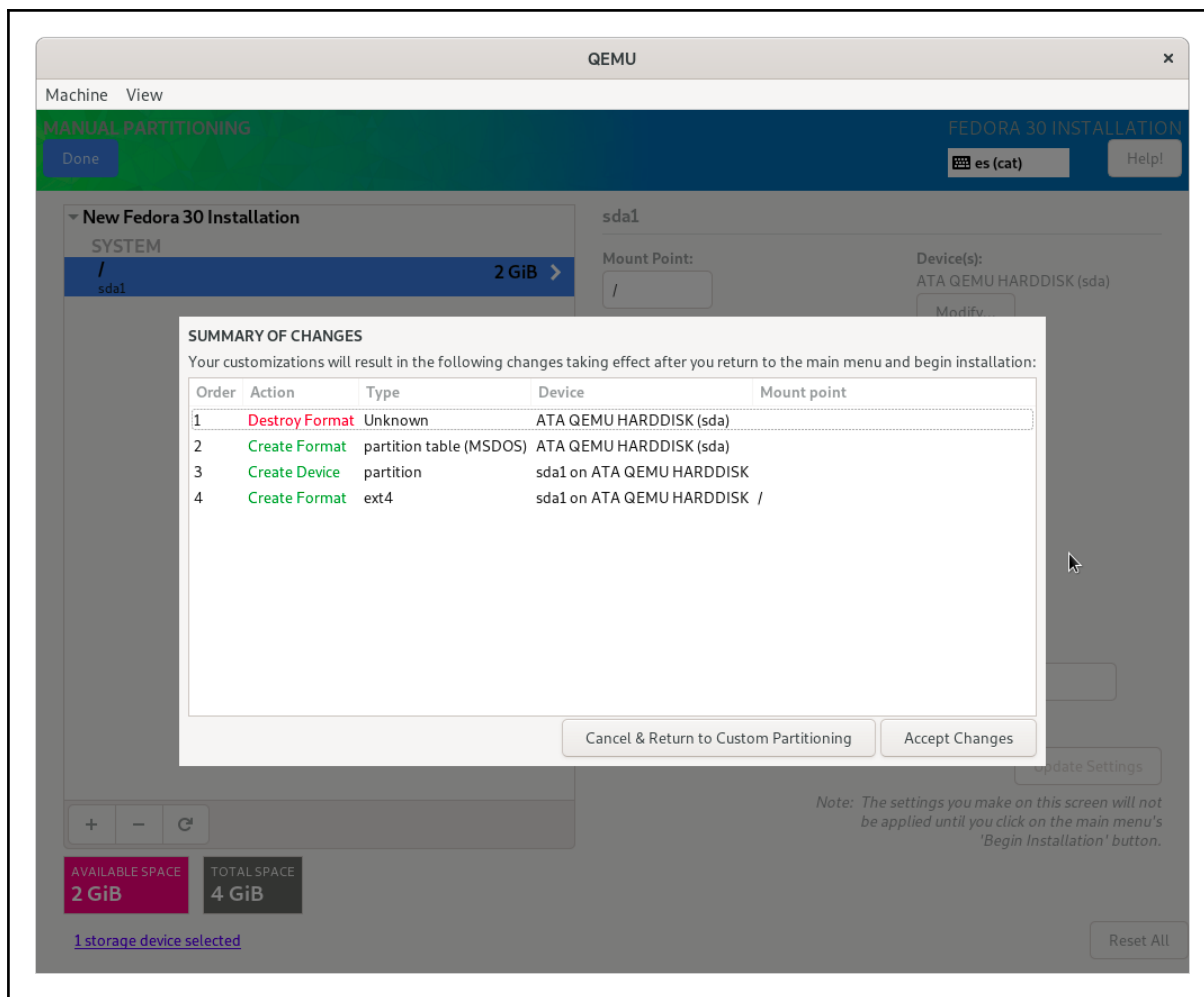 QEMU ×
Machine View
MANUAL PARTITIONING FEDORA 30 INSTALLATION
Done es (cat) Help!
New Fedora 30 Installation
SYSTEM
/ 2 GiB
sda1
sda1
Mount Point: Device(s):
/ ATA QEMU HARDDISK (sda)
Modify...
SUMMARY OF CHANGES
Your customizations will result in the following changes taking effect after you return to the main menu and begin installation:
Order Action Type Device Mount point
1 Destroy Format Unknown ATA QEMU HARDDISK (sda)
2 Create Format partition table (MSDOS) ATA QEMU HARDDISK (sda)
3 Create Device partition sda1 on ATA QEMU HARDDISK
4 Create Format ext4 sda1 on ATA QEMU HARDDISK /
Cancel & Return to Custom Partitioning Accept Changes
Update Settings
Note: The settings you make on this screen will not
be applied until you click on the main menu's
'Begin Installation' button.
+ −
AVAILABLE SPACE TOTAL SPACE
2 GiB 4 GiB
1 storage device selected Reset All